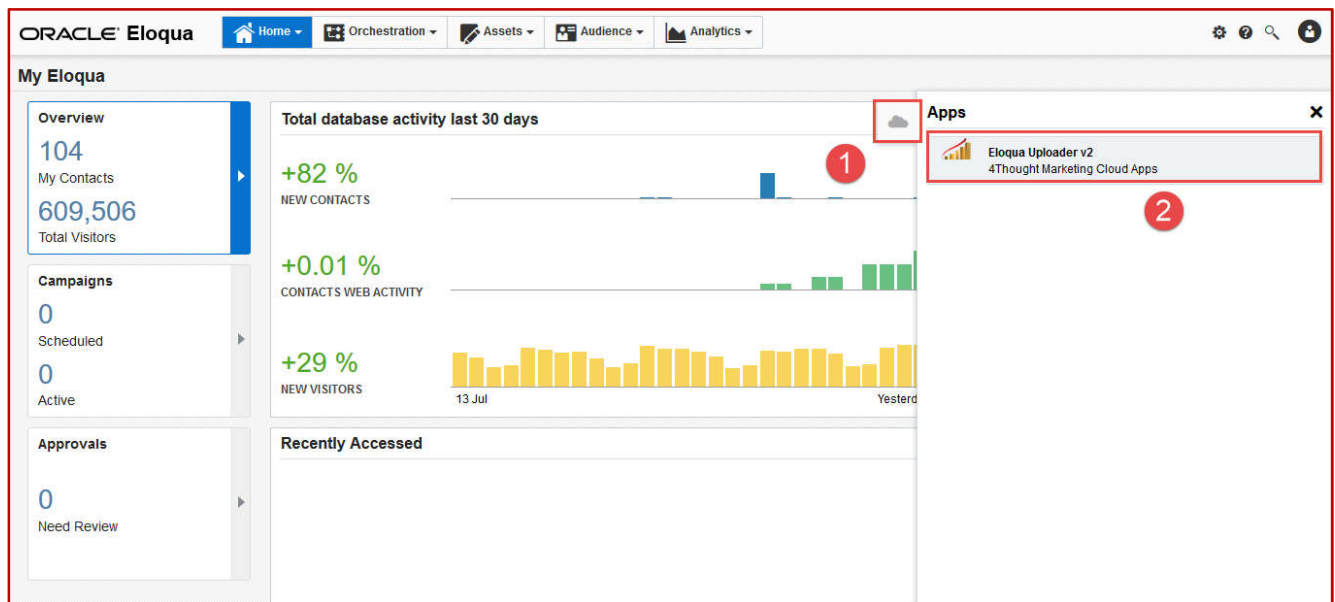 ORACLE® Eloqua
Home
Orchestration
Assets
Audience
Analytics
My Eloqua
Overview
104
My Contacts
609,506
Total Visitors
Campaigns
0
Scheduled
0
Active
Approvals
0
Need Review
Total database activity last 30 days
+82 %
NEW CONTACTS
+0.01 %
CONTACTS WEB ACTIVITY
+29 %
NEW VISITORS
13 Jul
Yesterd
Recently Accessed
1
Apps
Eloqua Uploader v2
4Thought Marketing Cloud Apps
2